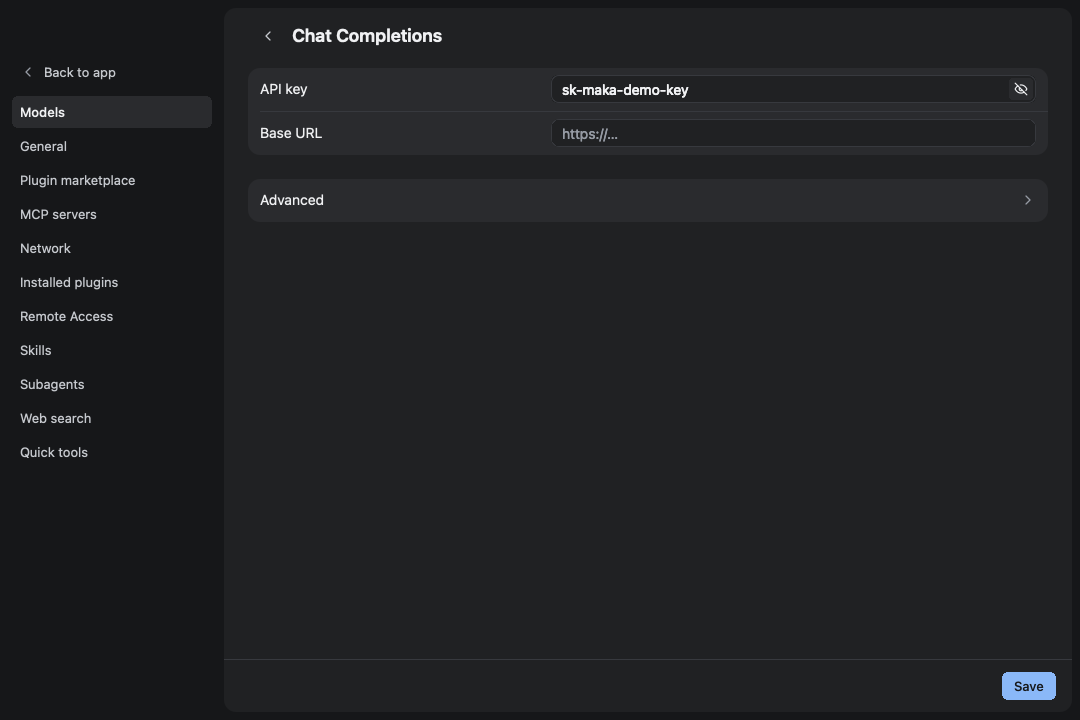 Chat Completions
Back to app
Models
General
Plugin marketplace
MCP servers
Network
Installed plugins
Remote Access
Skills
Subagents
Web search
Quick tools
API key
sk-maka-demo-key
Base URL
https://...
Advanced
Save